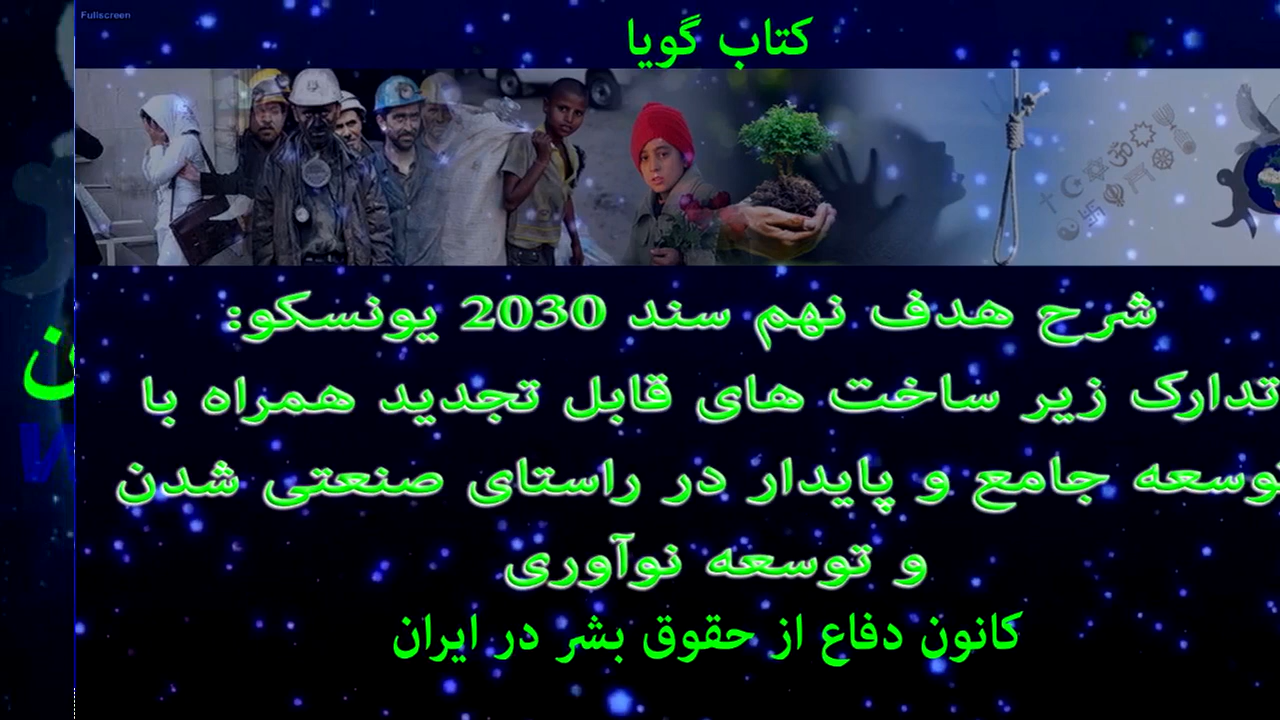 Fullscreen
کتاب گویا
شرح هدف نهم سند 2030 یونسکو:
تدارک زیر ساخت های قابل تجدید همراه با
توسعه جامع و پایدار در راستای صنعتی شدن
و توسعه نوآوری
کانون دفاع از حقوق بشر در ایران